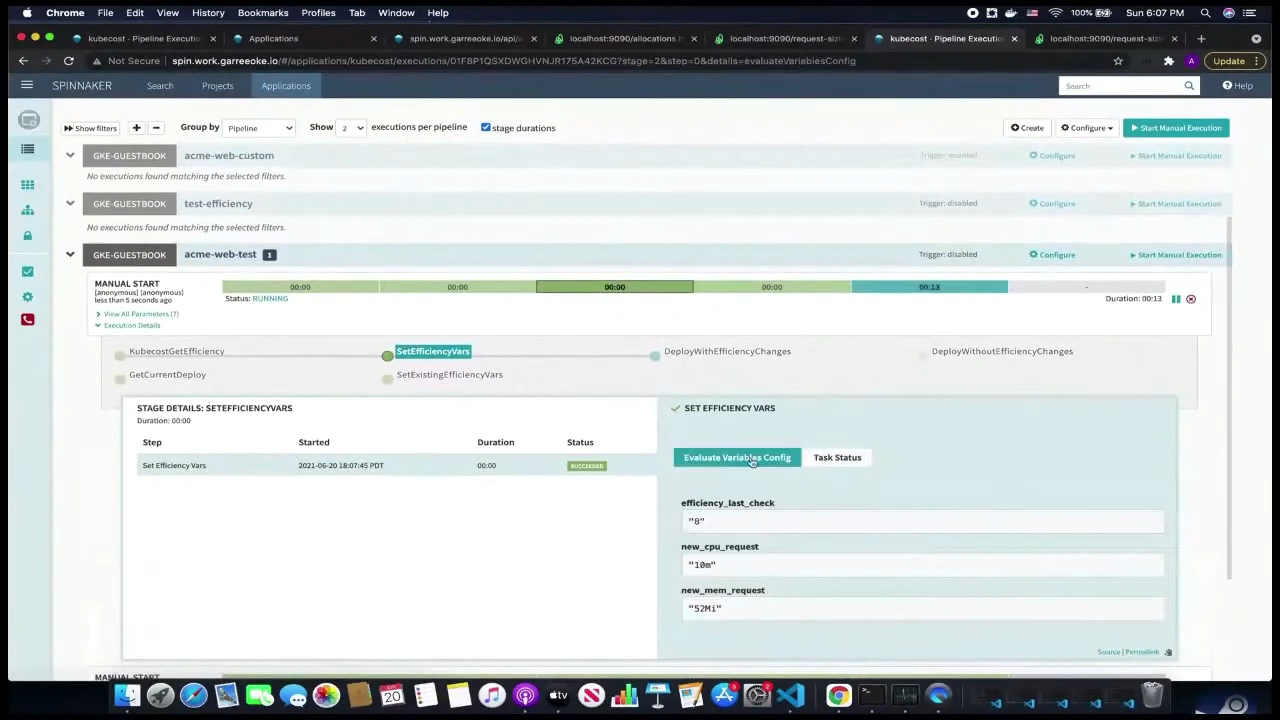 Chrome File Edit View History Bookmarks Profiles Tab Window Help 100% Sun 6:07 PM
kubecost - Pipeline Executio Applications spin.work.garreeoke.io/api/a localhost:9090/allocations.h localhost:9090/request-sizi kubecost - Pipeline Executio localhost:9090/request-sizi
Not Secure spin.work.garreeoke.io/#/applications/kubecost/executions/01F8P1QSXDWGHVNJR175A42KCG?stage=2&step=0&details=evaluateVariablesConfig A Update
SPINNAKER Search Projects Applications Search Help
Show filters Group by Pipeline Show 2 executions per pipeline stage durations Create Configure Start Manual Execution
GKE-GUESTBOOK acme-web-custom Trigger: enabled Configure Start Manual Execution
No executions found matching the selected filters.
GKE-GUESTBOOK test-efficiency Trigger: disabled Configure Start Manual Execution
No executions found matching the selected filters.
GKE-GUESTBOOK acme-web-test 1 Trigger: disabled Configure Start Manual Execution
MANUAL START 00:00 00:00 00:00 00:00 00:13 -
[anonymous] (anonymous)
less than 5 seconds ago Status: RUNNING Duration: 00:13
View All Parameters (7)
Execution Details
KubecostGetEfficiency SetEfficiencyVars DeployWithEfficiencyChanges DeployWithoutEfficiencyChanges
GetCurrentDeploy SetExistingEfficiencyVars
STAGE DETAILS: SETEFFICIENCYVARS SET EFFICIENCY VARS
Duration: 00:00
Step Started Duration Status
Evaluate Variables Config Task Status
Set Efficiency Vars 2021-06-20 18:07:45 PDT 00:00 SUCCEEDED
efficiency_last_check
"8"
new_cpu_request
"10m"
new_mem_request
"52Mi"
Source | Permalink
MANUAL START
JUN
20